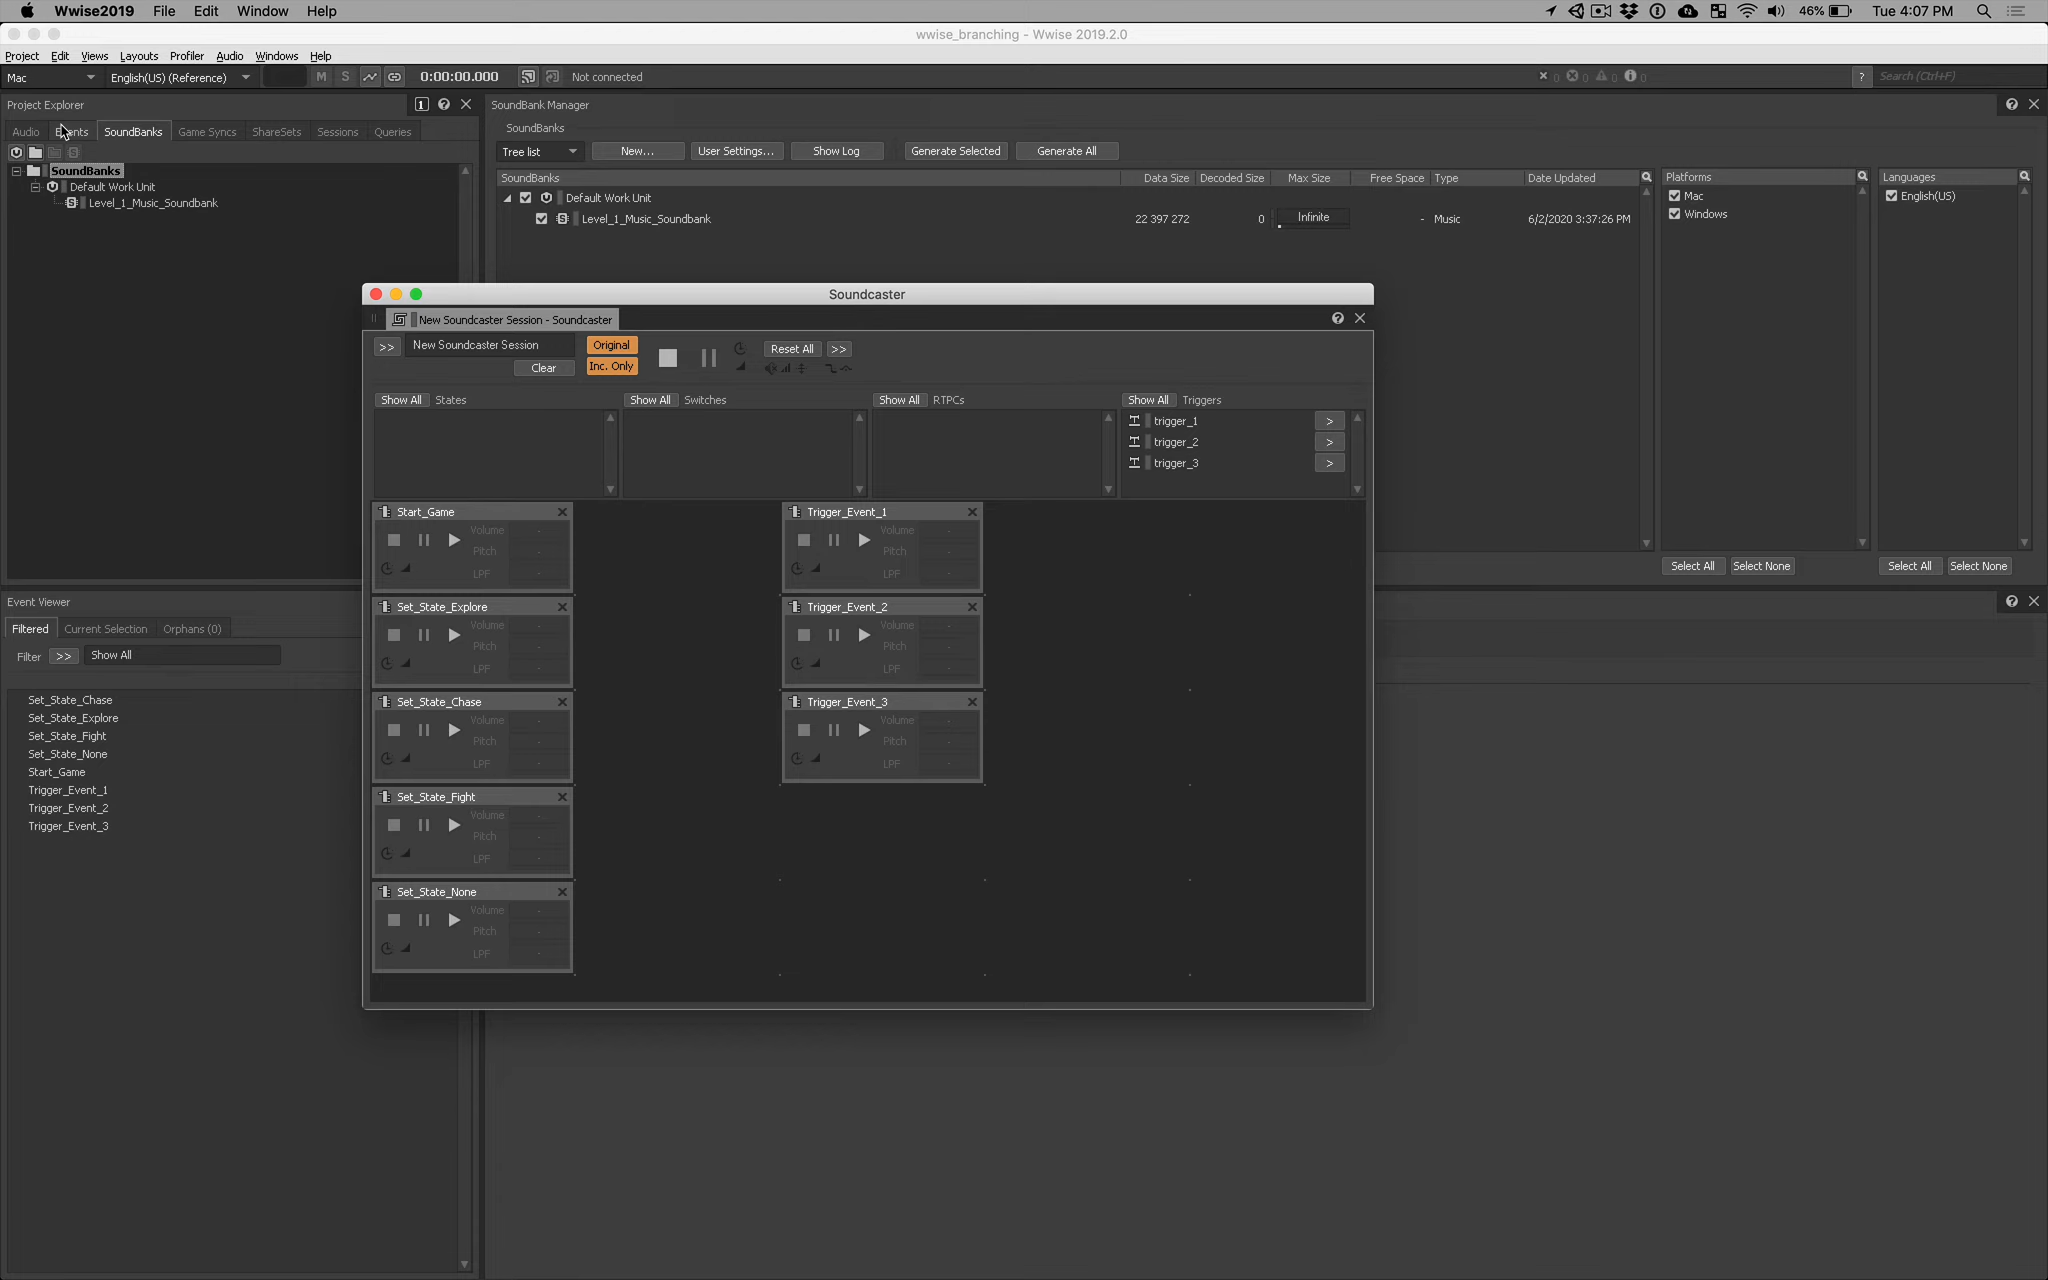 Wwise2019 File Edit Window Help 46% Tue 4:07 PM
wwise_branching - Wwise 2019.2.0
Project Edit Views Layouts Profiler Audio Windows Help
Mac English(US) (Reference) M S 0:00:00.000 Not connected 0 0 0 0 ? Search (Ctrl+F)
Project Explorer 1
Audio Events SoundBanks Game Syncs ShareSets Sessions Queries
SoundBanks
Default Work Unit
Level_1_Music_Soundbank
SoundBank Manager
SoundBanks
Tree list New... User Settings... Show Log Generate Selected Generate All
SoundBanks Data Size Decoded Size Max Size Free Space Type Date Updated
Default Work Unit
Level_1_Music_Soundbank 22 397 272 0 Infinite - Music 6/2/2020 3:37:26 PM
Platforms
Mac
Windows
Select All Select None
Languages
English(US)
Select All Select None
Soundcaster
New Soundcaster Session - Soundcaster
>> New Soundcaster Session Original Reset All >>
Clear Inc. Only
Show All States Show All Switches Show All RTPCs Show All Triggers
trigger_1 >
trigger_2 >
trigger_3 >
Start_Game
Volume -
Pitch -
LPF -
Trigger_Event_1
Volume -
Pitch -
LPF -
Set_State_Explore
Volume -
Pitch -
LPF -
Trigger_Event_2
Volume -
Pitch -
LPF -
Set_State_Chase
Volume -
Pitch -
LPF -
Trigger_Event_3
Volume -
Pitch -
LPF -
Set_State_Fight
Volume -
Pitch -
LPF -
Set_State_None
Volume -
Pitch -
LPF -
Event Viewer
Filtered Current Selection Orphans (0)
Filter >> Show All
Set_State_Chase
Set_State_Explore
Set_State_Fight
Set_State_None
Start_Game
Trigger_Event_1
Trigger_Event_2
Trigger_Event_3